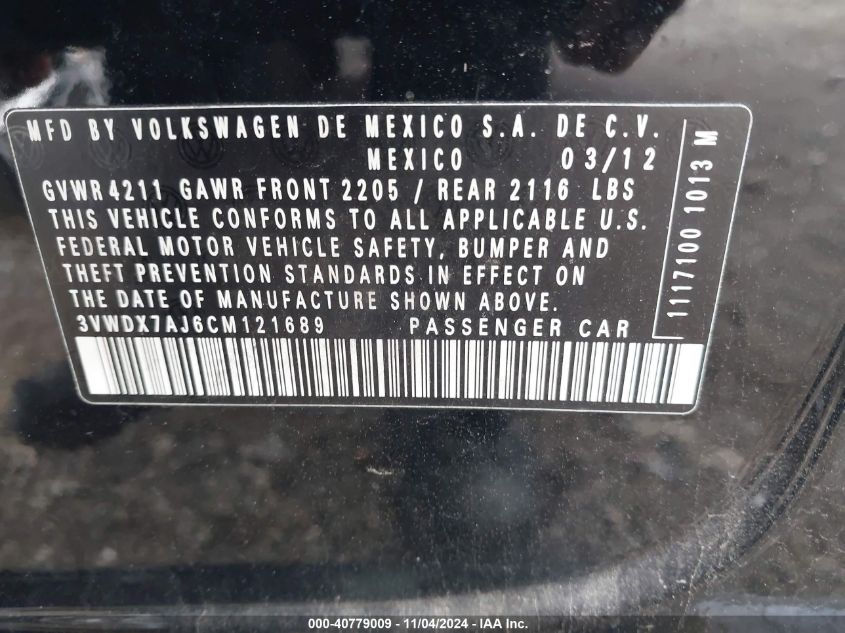 MFD BY VOLKSWAGEN DE MEXICO S.A. DE C.V.
MEXICO 03/12
GVWR 4211 GAWR FRONT 2205 / REAR 2116 LBS
THIS VEHICLE CONFORMS TO ALL APPLICABLE U.S.
FEDERAL MOTOR VEHICLE SAFETY, BUMPER AND
THEFT PREVENTION STANDARDS IN EFFECT ON
THE DATE OF MANUFACTURE SHOWN ABOVE.
3VWDX7AJ6CM121689 PASSENGER CAR
1117100 1013 M
000-40779009 - 11/04/2024 - IAA Inc.